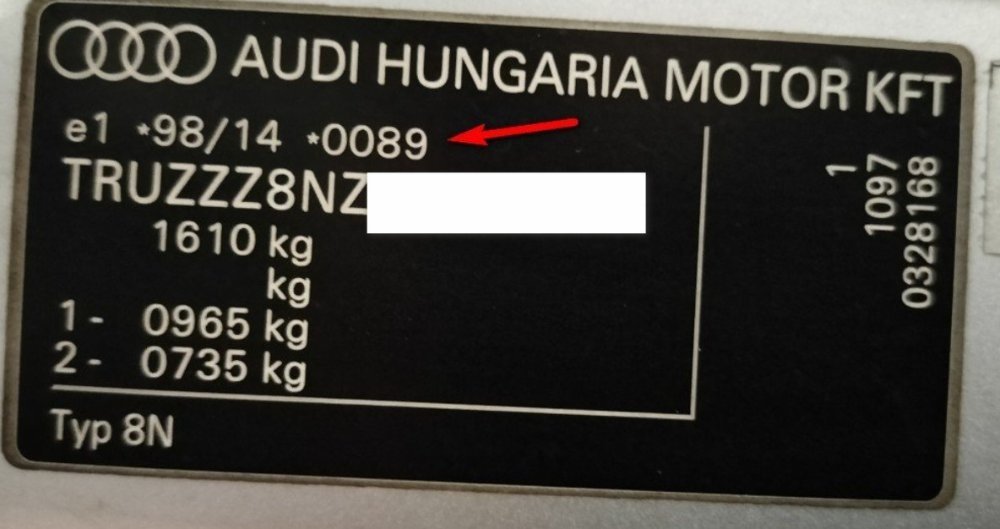 AUDI HUNGARIA MOTOR KFT
e1 *98/14 *0089
TRUZZZ8NZ
1610 kg
kg
1- 0965 kg
2- 0735 kg
Typ 8N
1
1097
0328168